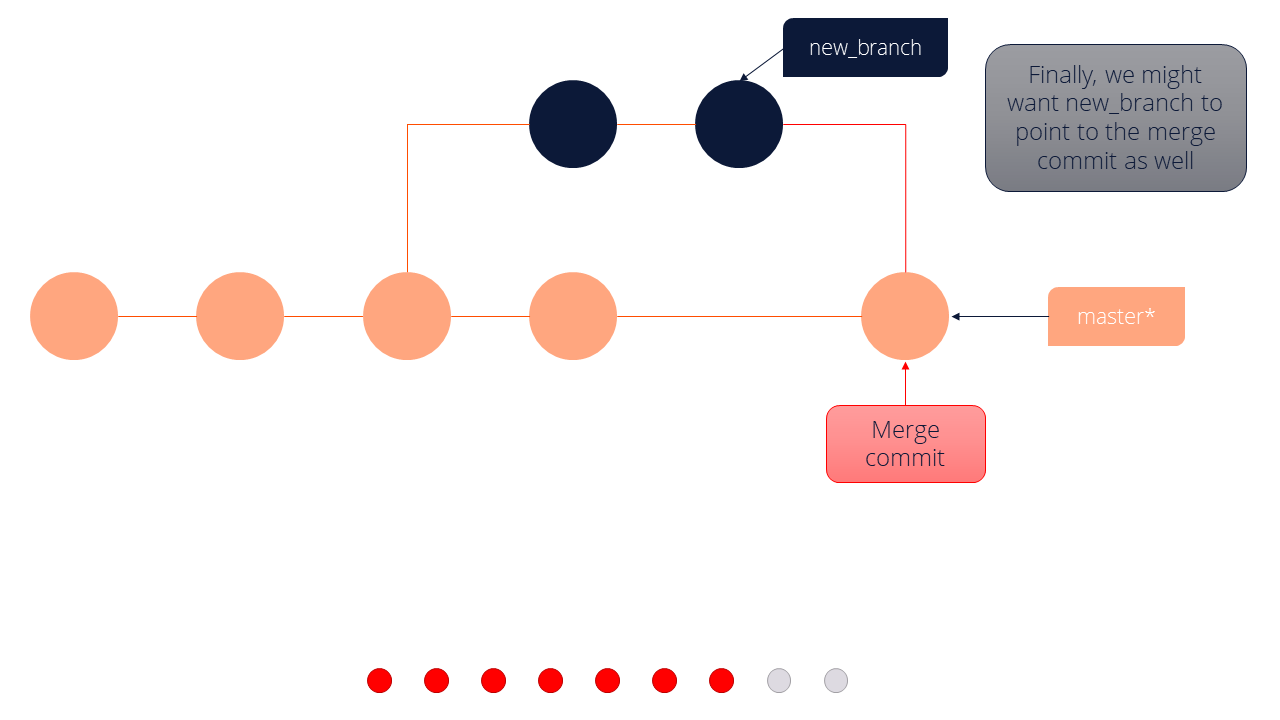 new_branch
Finally, we might
want new_branch to
point to the merge
commit as well
master*
Merge
commit